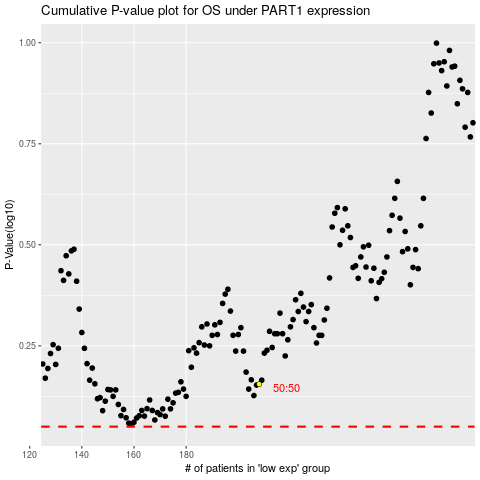 Cumulative P-value plot for OS under PART1 expression
1.00
0.75
0.50
0.25
P-Value(log10)
50:50
120 140 160 180
# of patients in 'low exp' group